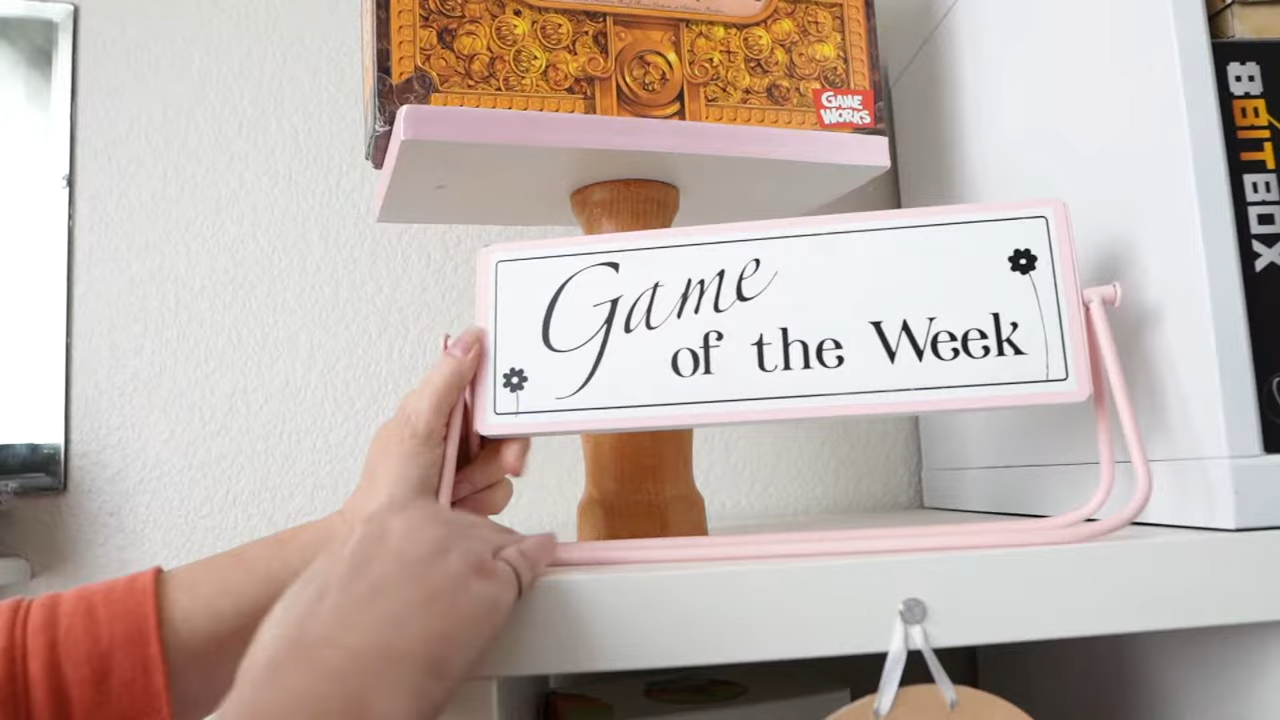 GAME
WORKS
Game
of the Week
8BITBOX